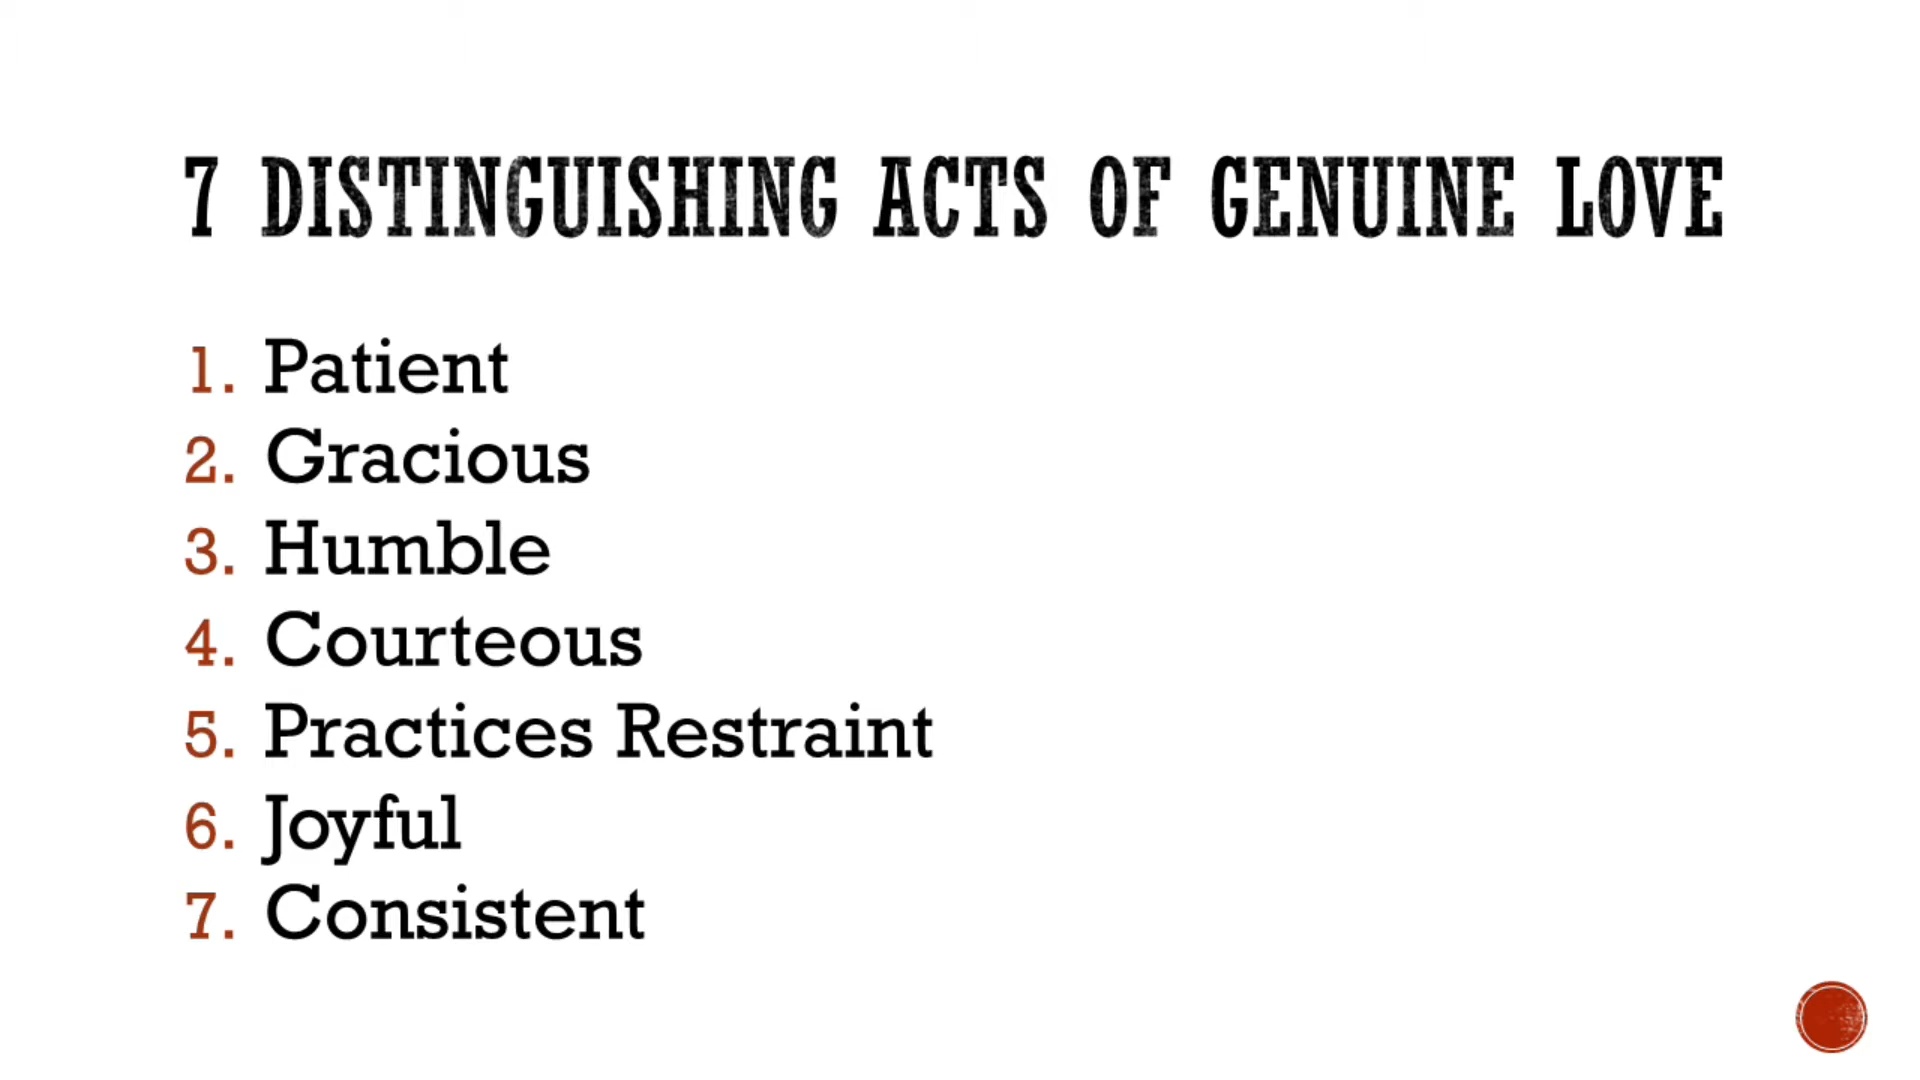 7 DISTINGUISHING ACTS OF GENUINE LOVE
1. Patient
2. Gracious
3. Humble
4. Courteous
5. Practices Restraint
6. Joyful
7. Consistent